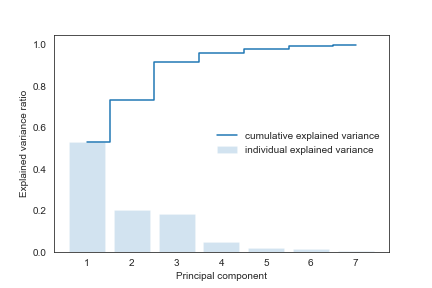 1.0
0.8
0.6
0.4
0.2
0.0
Explained variance ratio
cumulative explained variance
individual explained variance
1 2 3 4 5 6 7
Principal component